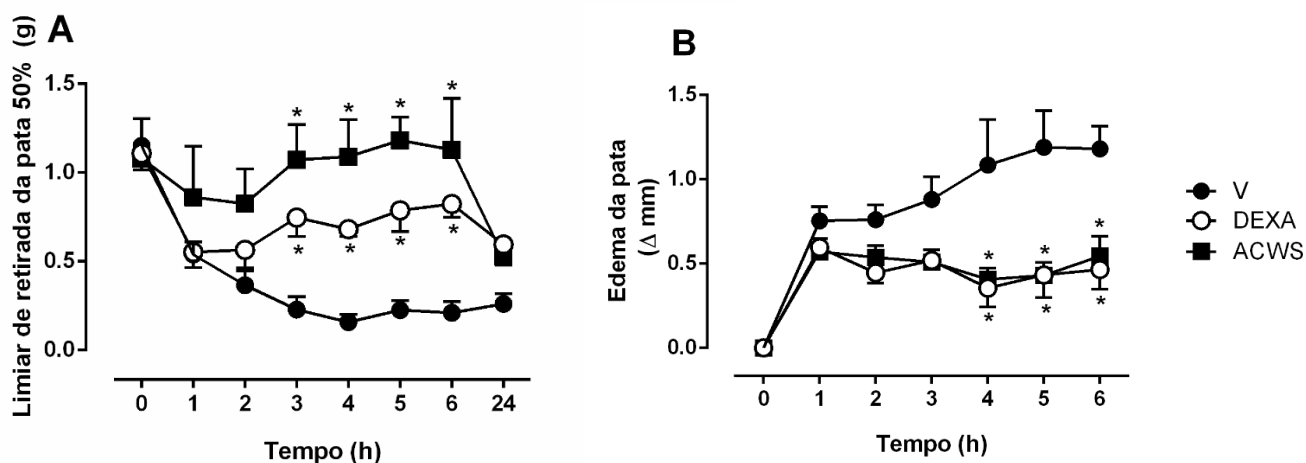 A
Limiar de retirada da pata 50% (g)
1.5
1.0
0.5
0.0
* * * *
* * * *
0 1 2 3 4 5 6 24
Tempo (h)
B
Edema da pata
(Δ mm)
1.5
1.0
0.5
0.0
* * *
* * *
0 1 2 3 4 5 6
Tempo (h)
V
DEXA
ACWS